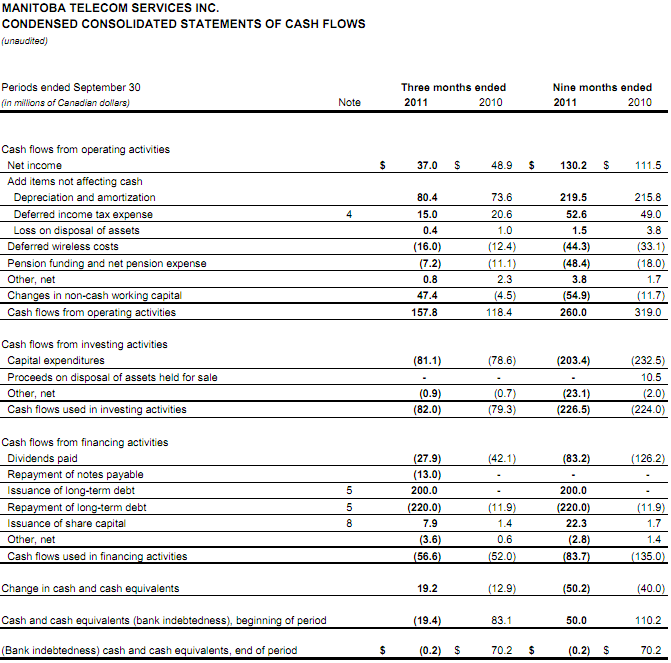 MANITOBA TELECOM SERVICES INC.
CONDENSED CONSOLIDATED STATEMENTS OF CASH FLOWS
(unaudited)
Periods ended September 30 Three months ended Nine months ended
(in millions of Canadian dollars) Note 2011 2010 2011 2010
Cash flows from operating activities
Net income $ 37.0 $ 48.9 $ 130.2 $ 111.5
Add items not affecting cash
Depreciation and amortization 80.4 73.6 219.5 215.8
Deferred income tax expense 4 15.0 20.6 52.6 49.0
Loss on disposal of assets 0.4 1.0 1.5 3.8
Deferred wireless costs (16.0) (12.4) (44.3) (33.1)
Pension funding and net pension expense (7.2) (11.1) (48.4) (18.0)
Other, net 0.8 2.3 3.8 1.7
Changes in non-cash working capital 47.4 (4.5) (54.9) (11.7)
Cash flows from operating activities 157.8 118.4 260.0 319.0
Cash flows from investing activities
Capital expenditures (81.1) (78.6) (203.4) (232.5)
Proceeds on disposal of assets held for sale - - - 10.5
Other, net (0.9) (0.7) (23.1) (2.0)
Cash flows used in investing activities (82.0) (79.3) (226.5) (224.0)
Cash flows from financing activities
Dividends paid (27.9) (42.1) (83.2) (126.2)
Repayment of notes payable (13.0) - - -
Issuance of long-term debt 5 200.0 - 200.0 -
Repayment of long-term debt 5 (220.0) (11.9) (220.0) (11.9)
Issuance of share capital 8 7.9 1.4 22.3 1.7
Other, net (3.6) 0.6 (2.8) 1.4
Cash flows used in financing activities (56.6) (52.0) (83.7) (135.0)
Change in cash and cash equivalents 19.2 (12.9) (50.2) (40.0)
Cash and cash equivalents (bank indebtedness), beginning of period (19.4) 83.1 50.0 110.2
(Bank indebtedness) cash and cash equivalents, end of period $ (0.2) $ 70.2 $ (0.2) $ 70.2